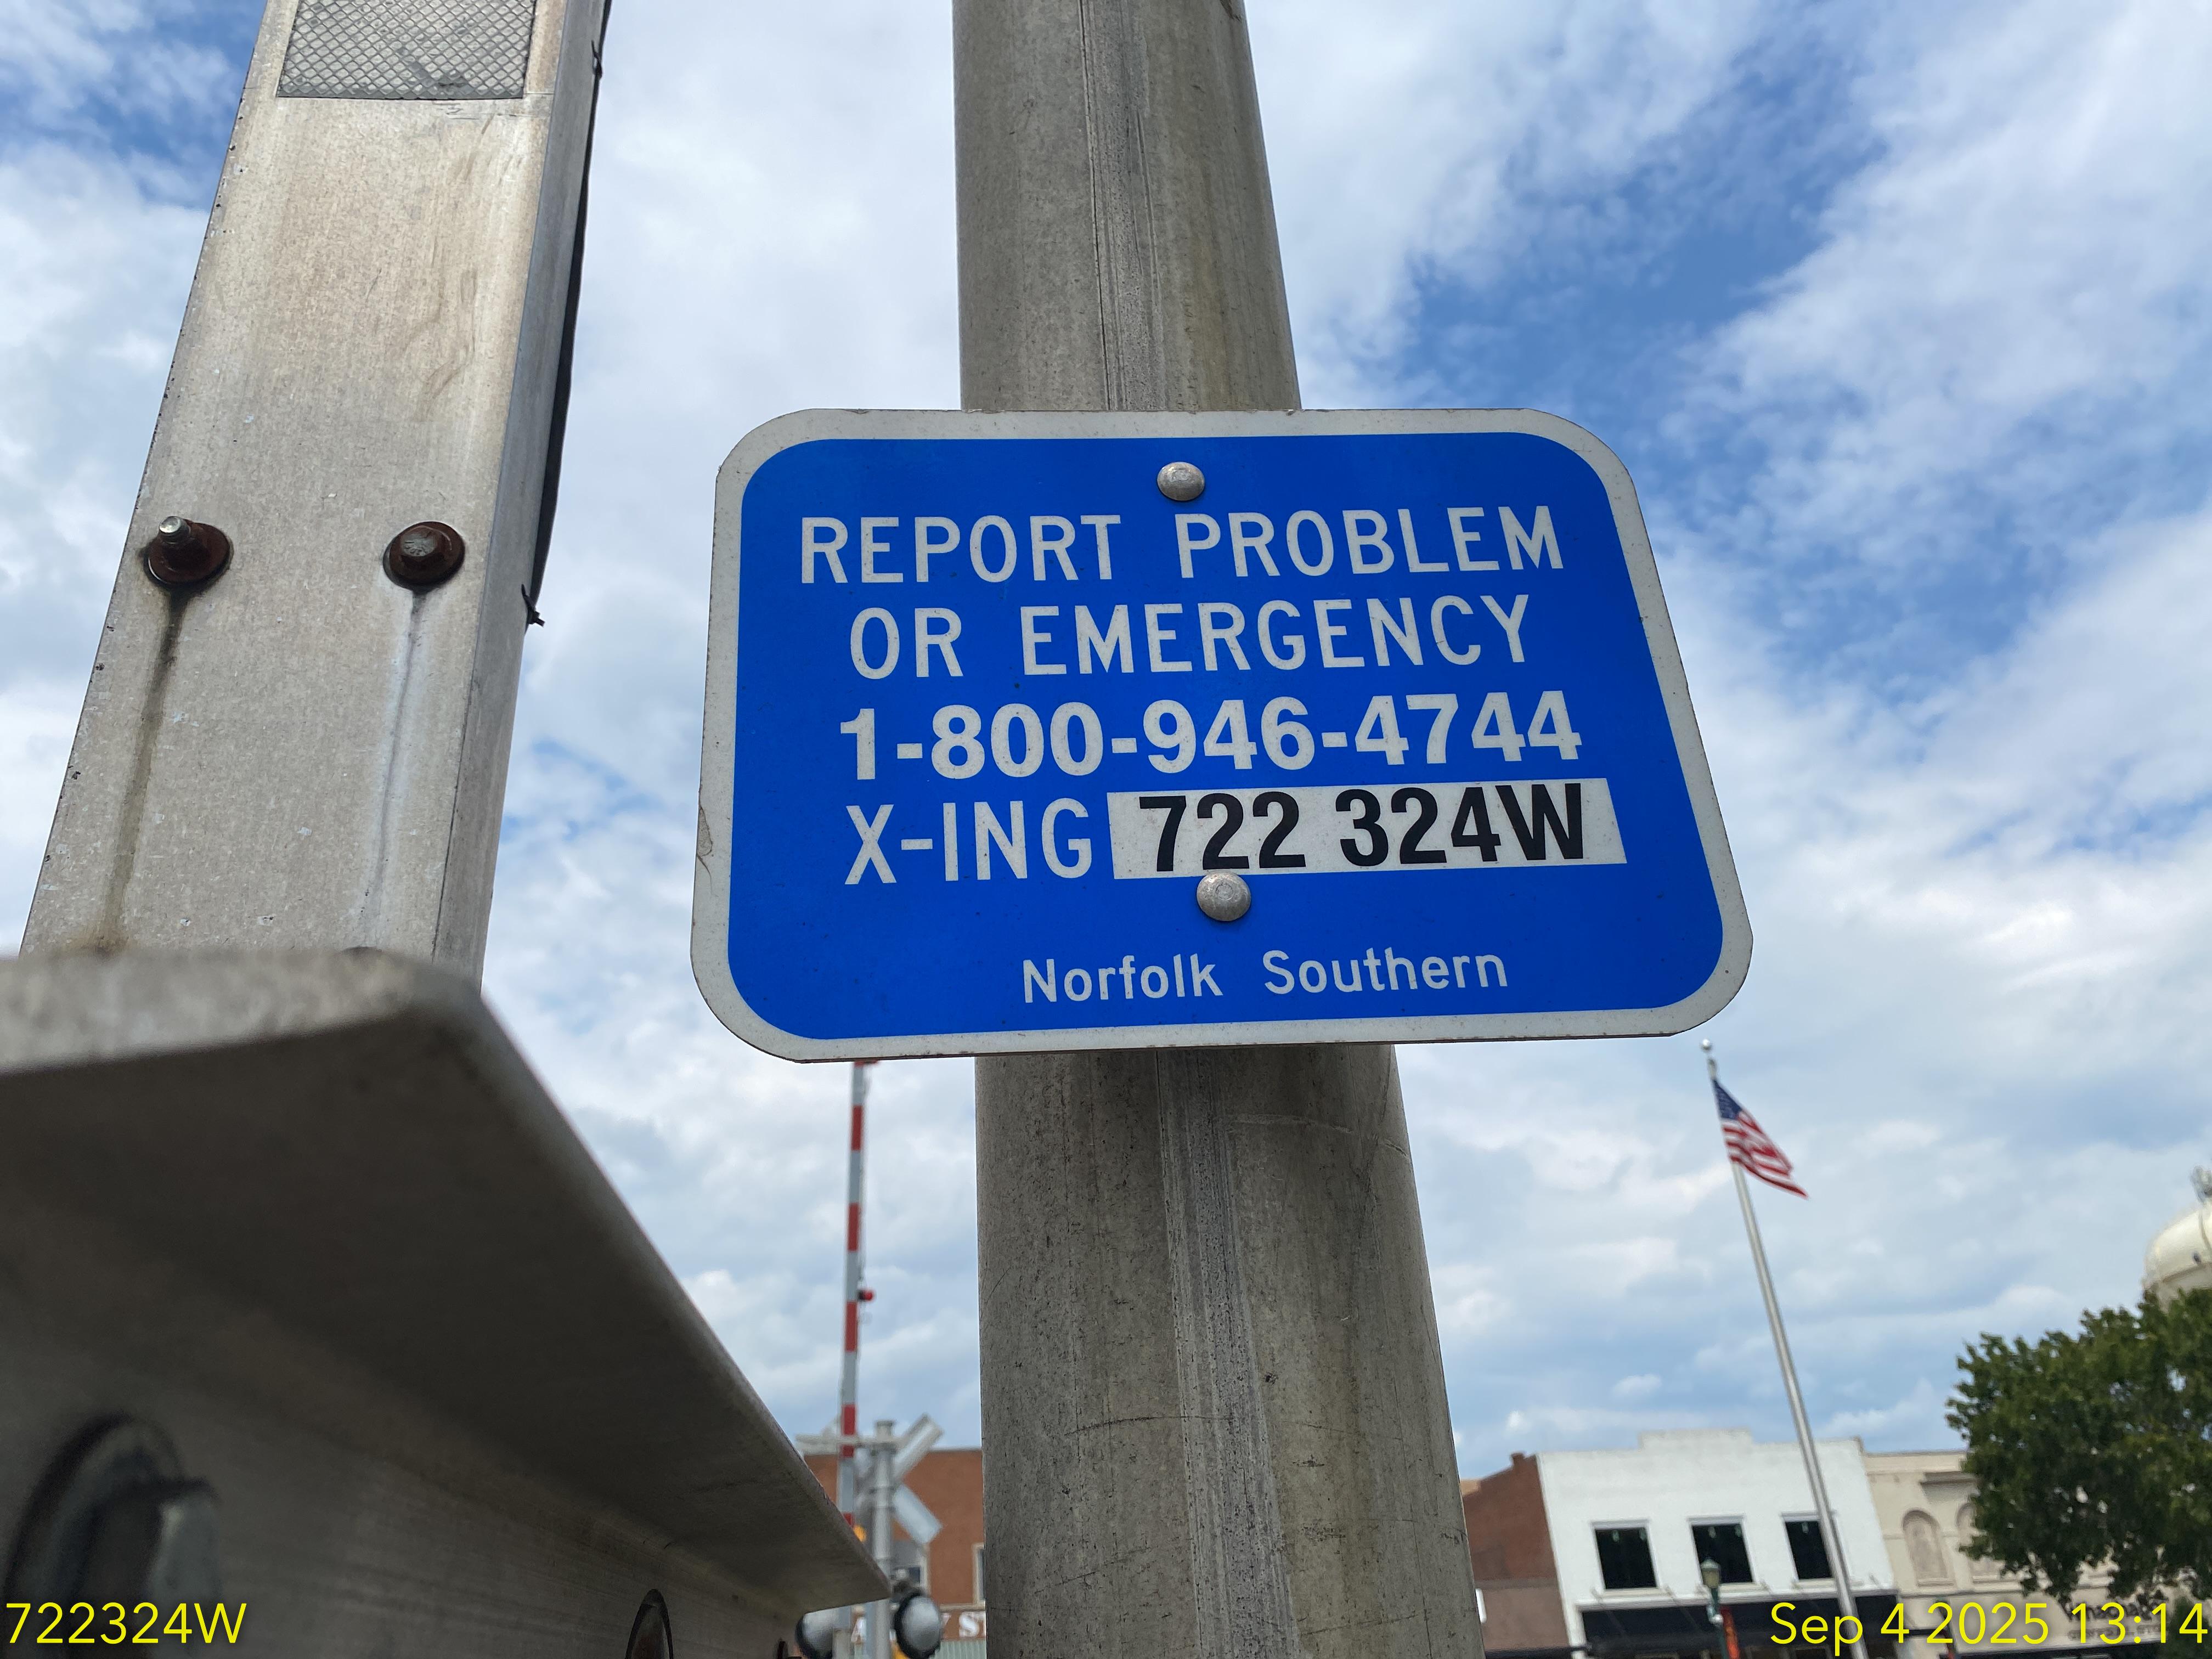 REPORT PROBLEM
OR EMERGENCY
1-800-946-4744
X-ING 722 324W
Norfolk Southern
722324W
Sep 4 2025 13:14